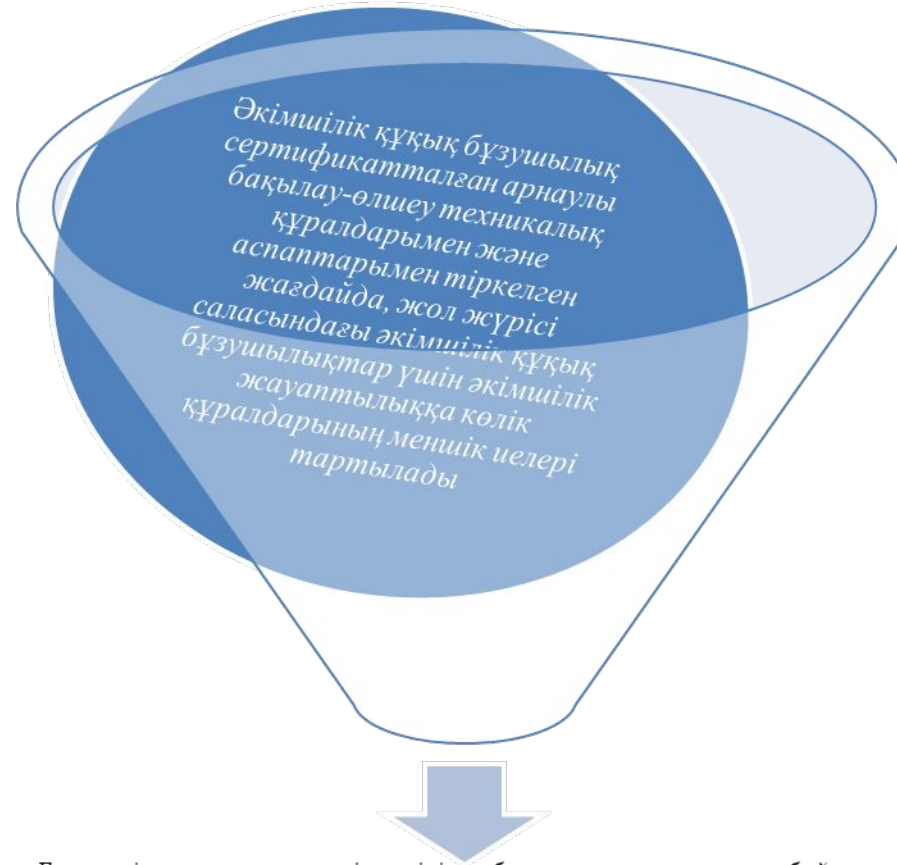 Әкімшілік құқық бұзушылық
сертификатталған арнаулы
бақылау-өлшеу техникалық
құралдарымен және
аспаптарымен тіркелген
жағдайда, жол жүрісі
саласындағы әкімшілік құқық
бұзушылықтар үшін әкімшілік
жауаптылыққа көлік
құралдарының меншік иелері
тартылады